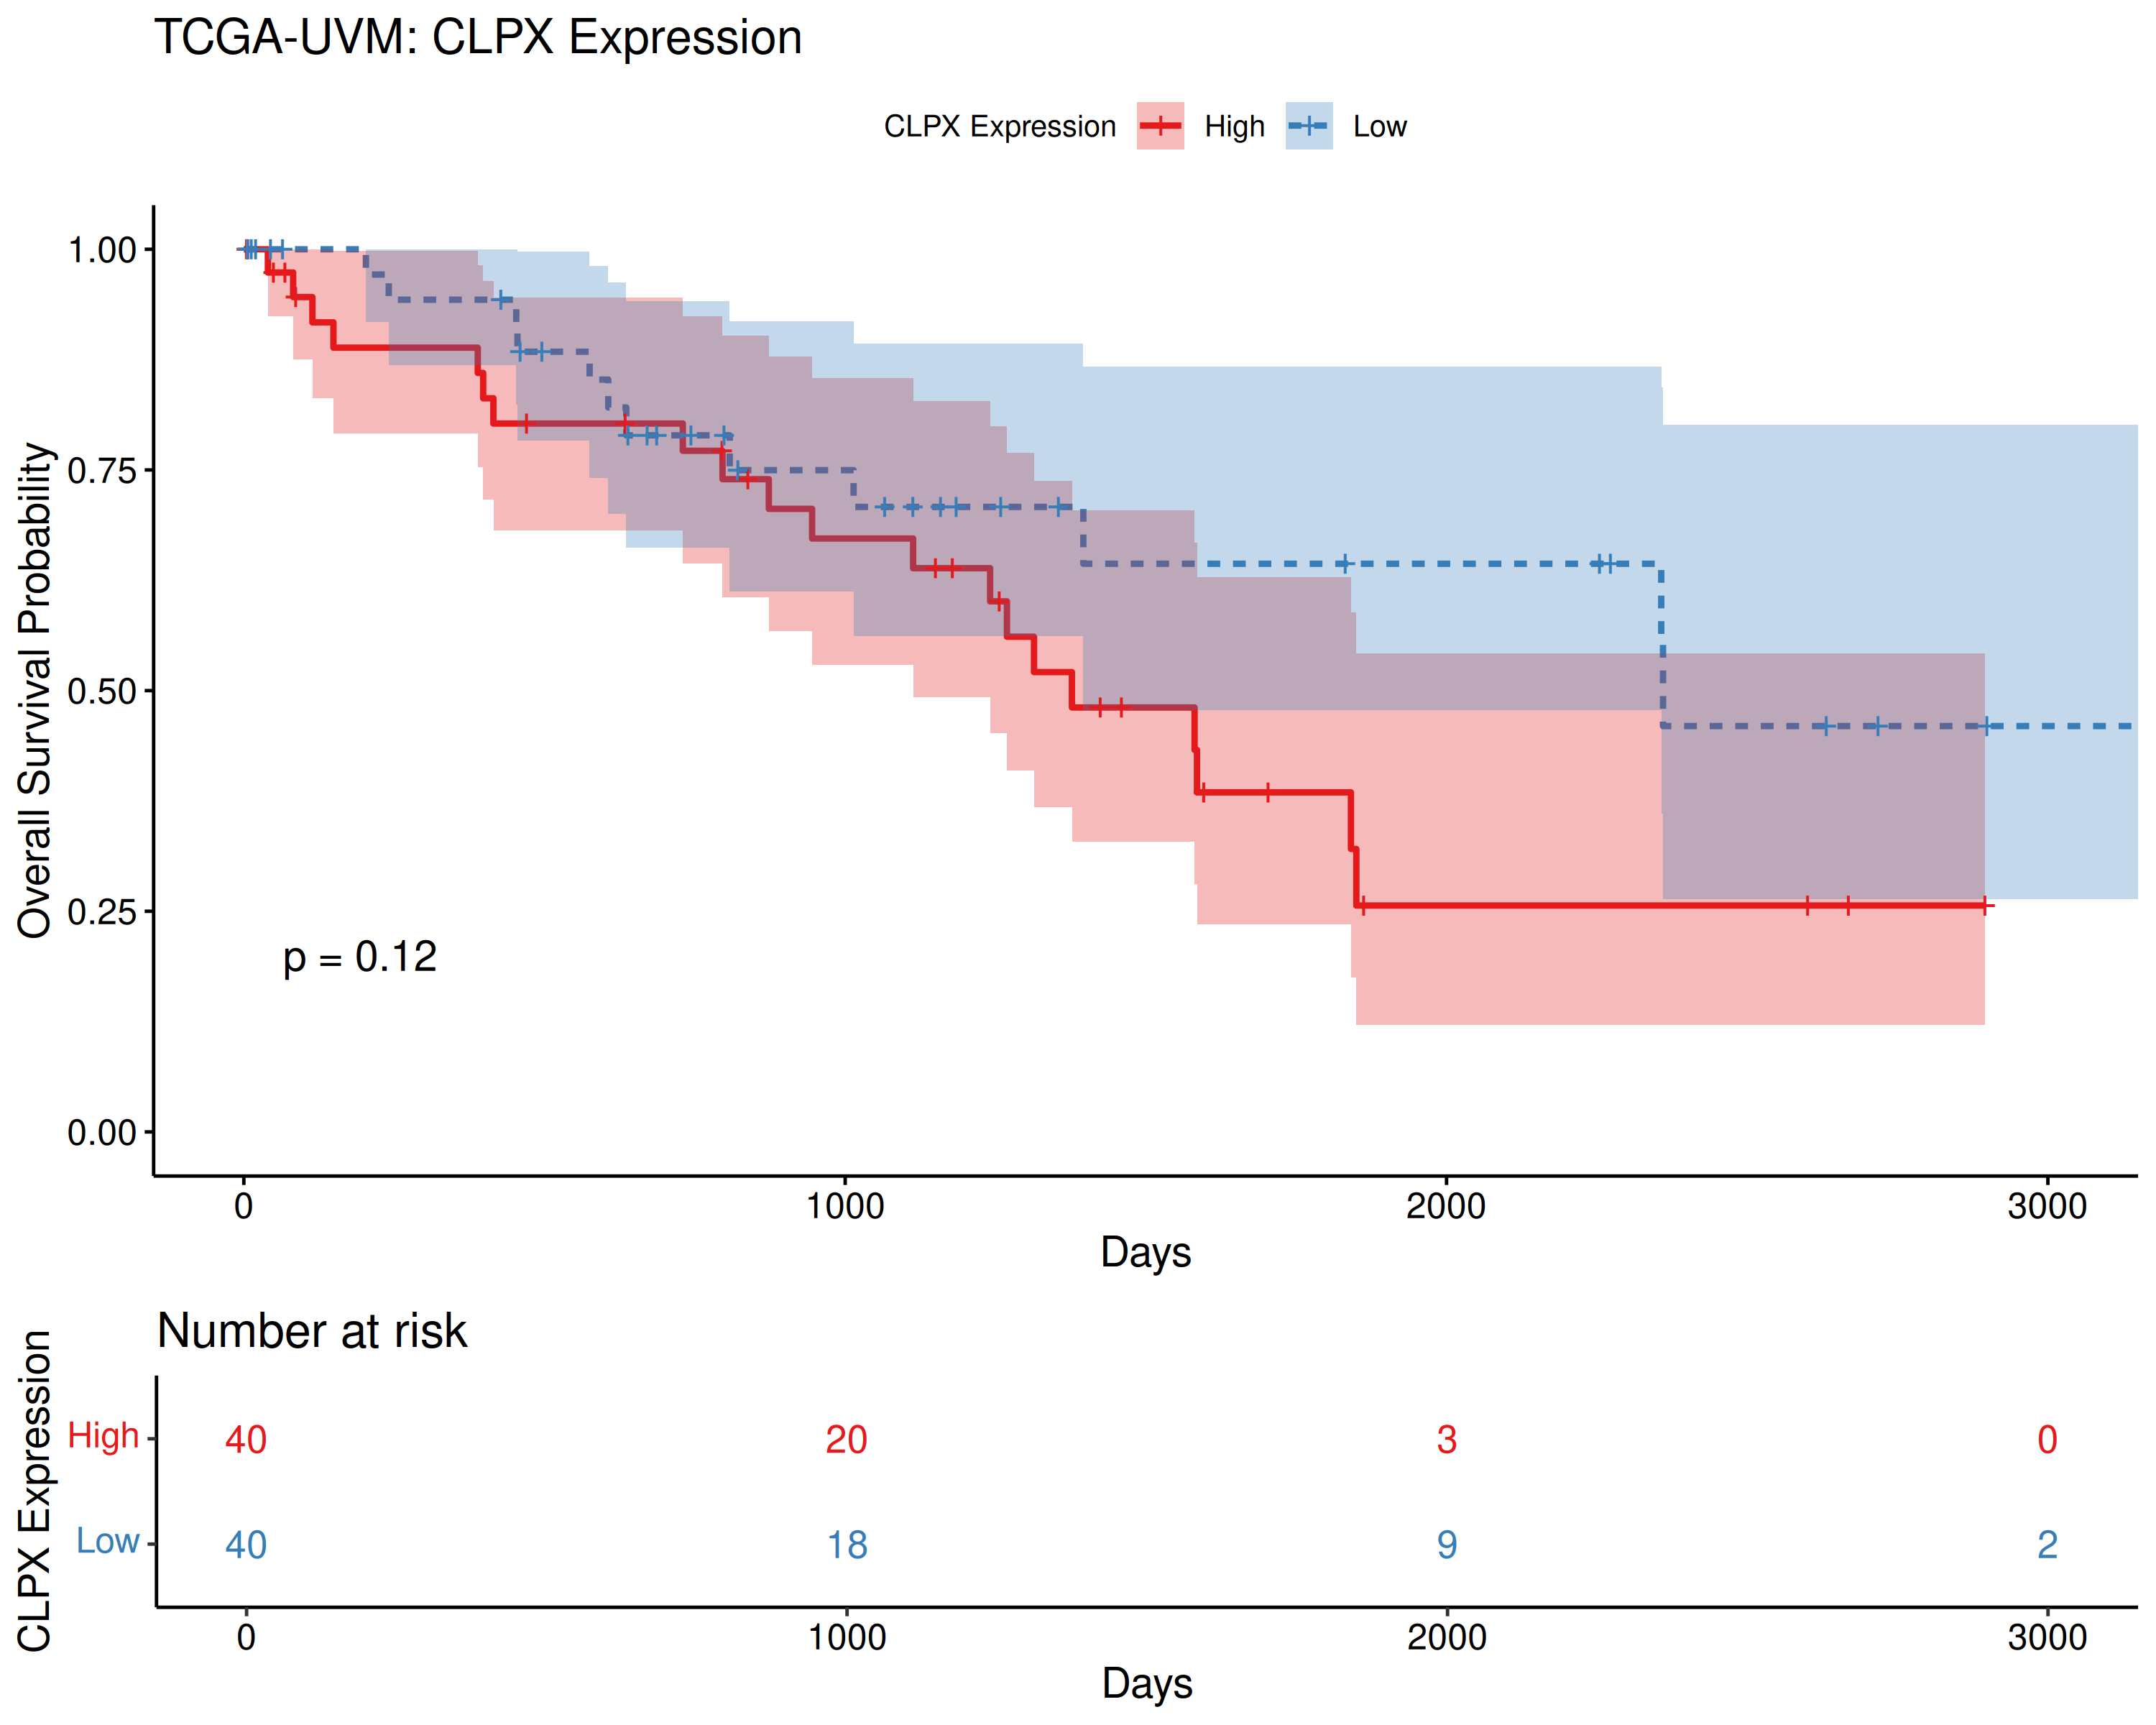 TCGA-UVM: CLPX Expression
CLPX Expression High Low
Overall Survival Probability
1.00
0.75
0.50
0.25
0.00
p = 0.12
0 1000 2000 3000
Days
Number at risk
CLPX Expression
High 40 20 3 0
Low 40 18 9 2
0 1000 2000 3000
Days